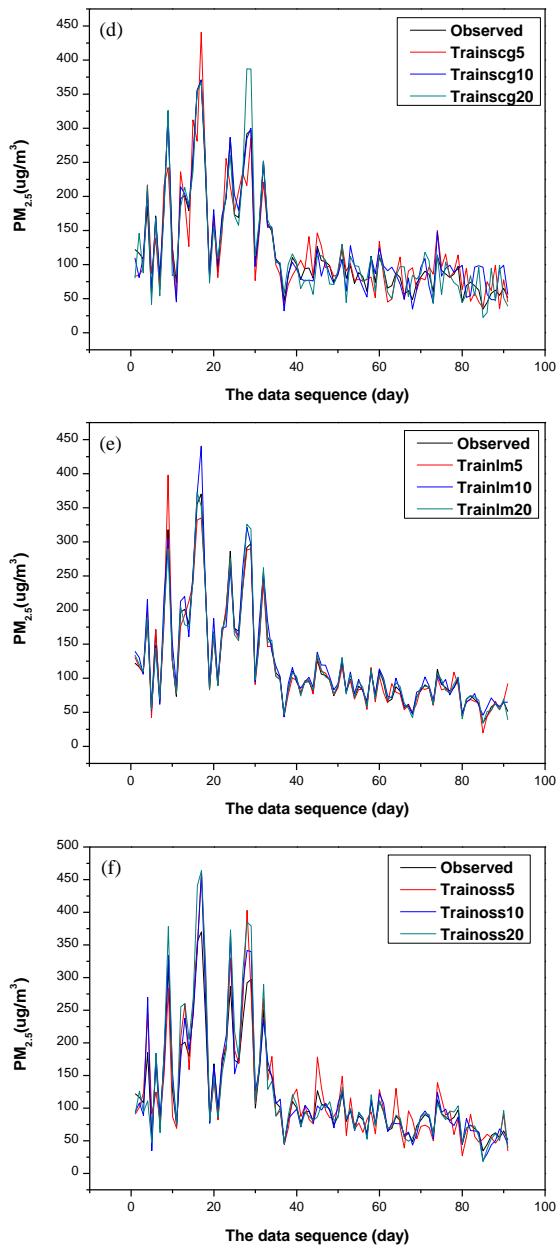 (d)
Observed
Trainscg5
Trainscg10
Trainscg20
PM2.5(ug/m³)
450
400
350
300
250
200
150
100
50
0
0 20 40 60 80 100
The data sequence (day)
(e)
Observed
Trainlm5
Trainlm10
Trainlm20
PM2.5(ug/m³)
450
400
350
300
250
200
150
100
50
0
0 20 40 60 80 100
The data sequence (day)
(f)
Observed
Trainoss5
Trainoss10
Trainoss20
PM2.5(ug/m³)
500
450
400
350
300
250
200
150
100
50
0
0 20 40 60 80 100
The data sequence (day)